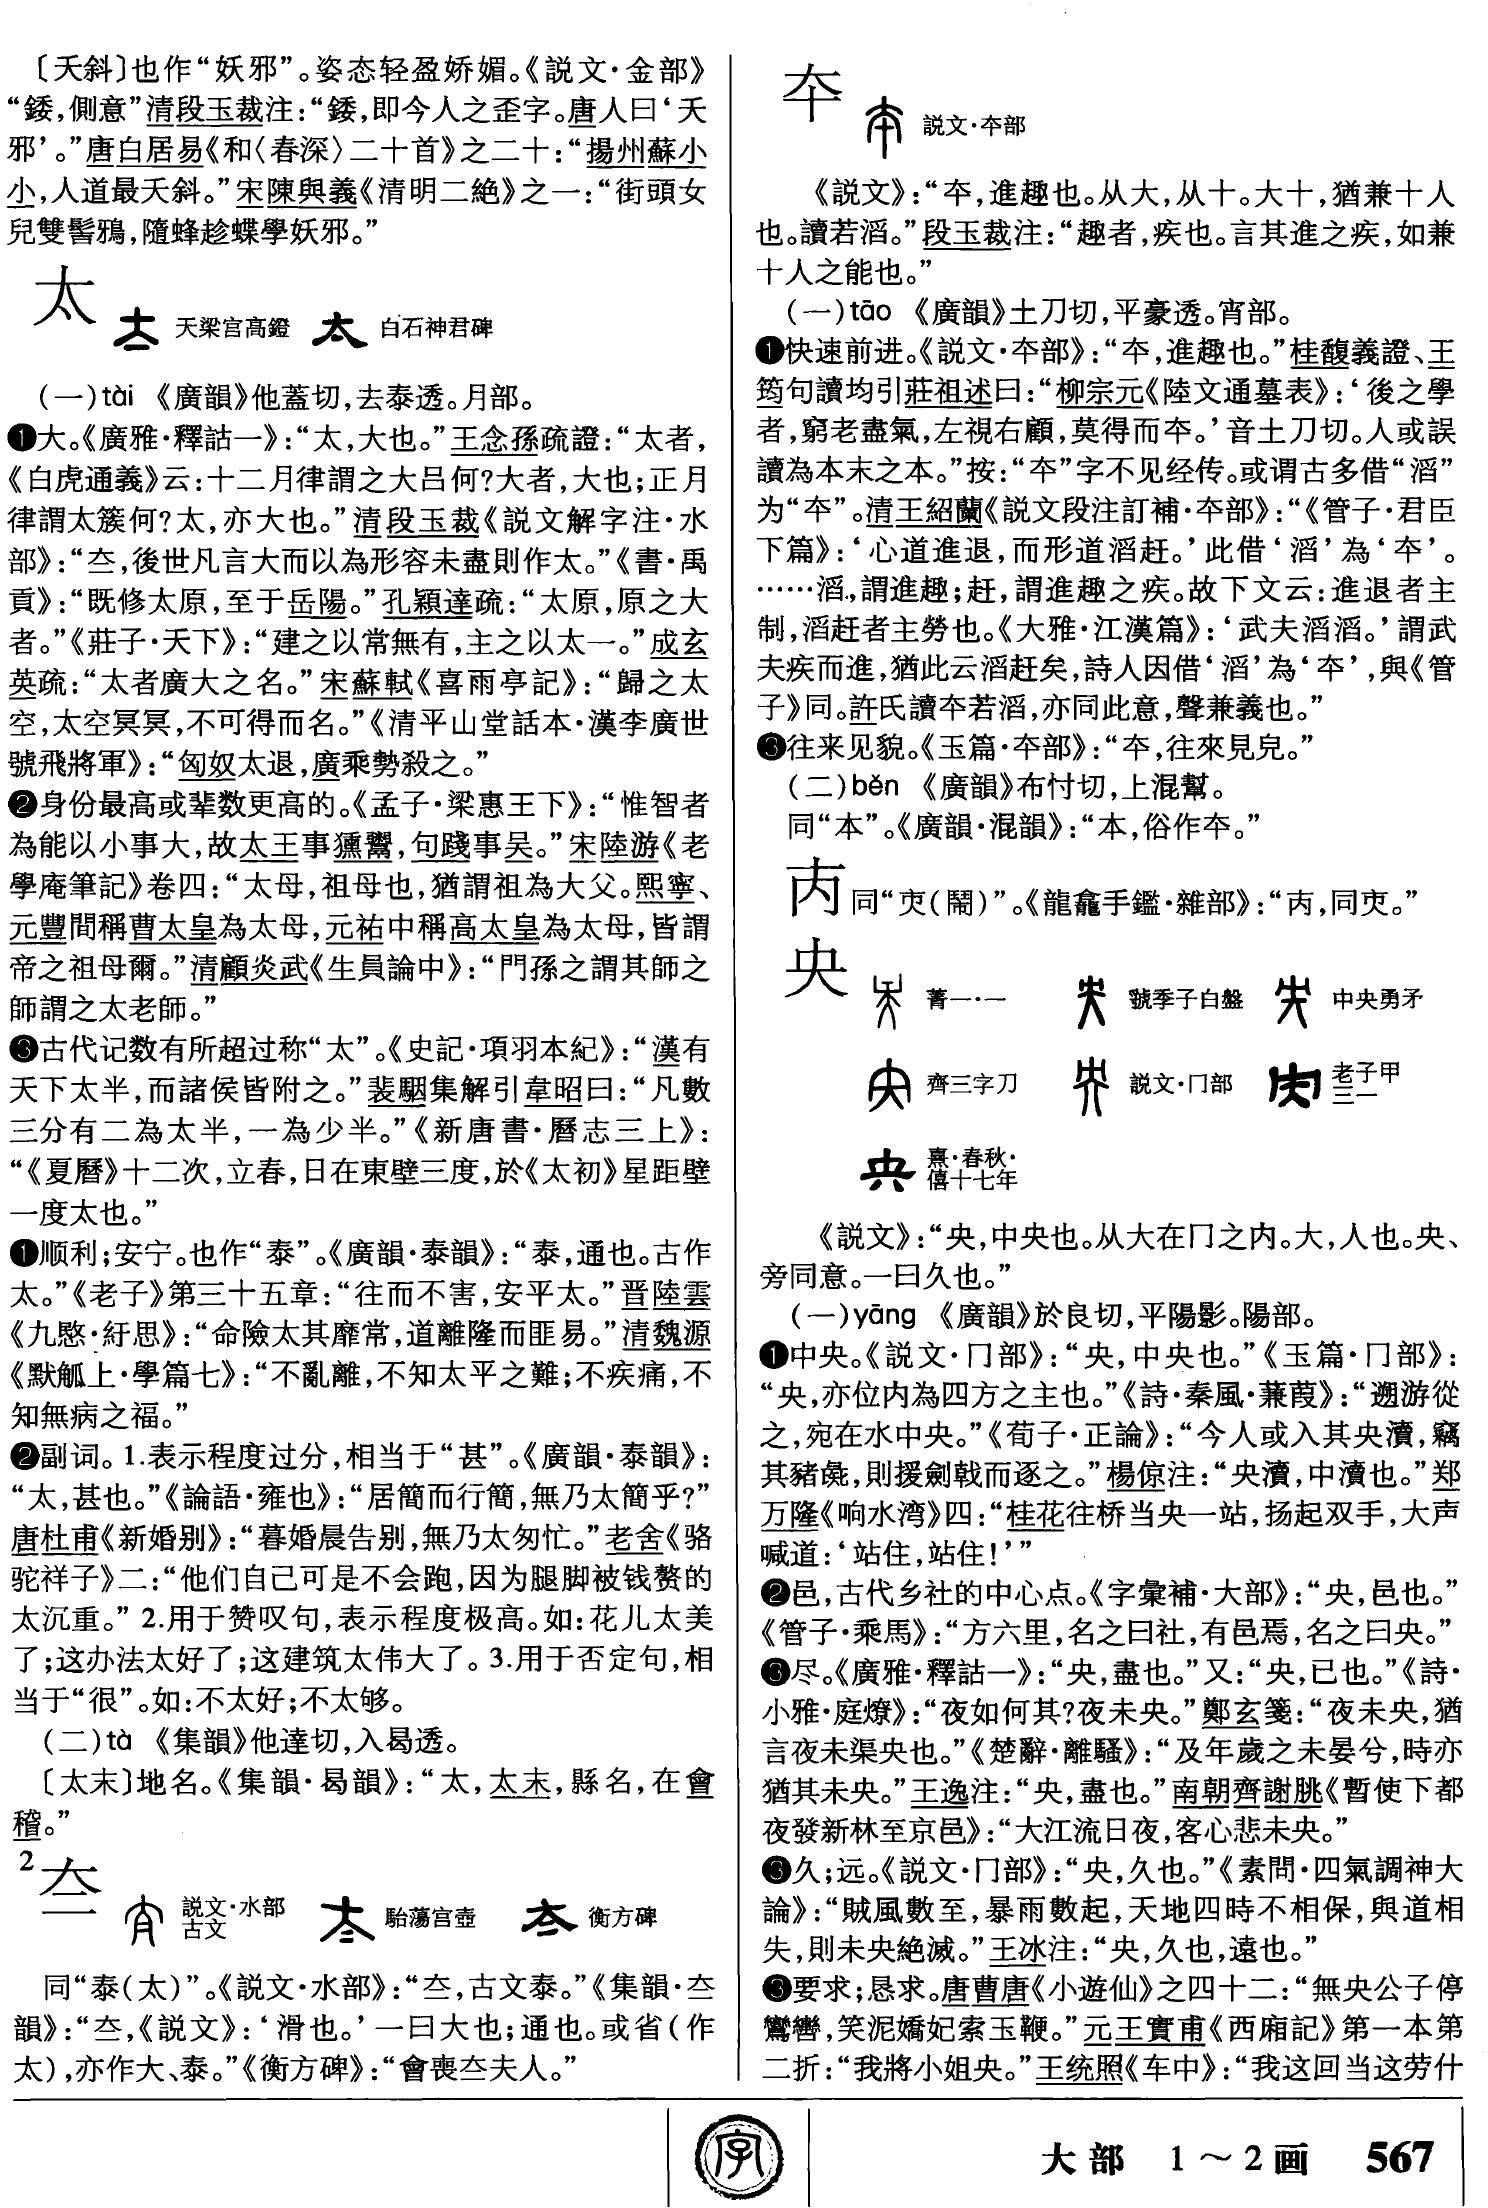 〔夭斜〕也作“妖邪”。姿态轻盈娇媚。《説文·金部》
“鋒,側意”清段玉裁注:“鋒,即今人之歪字。唐人曰‘夭
邪’。”唐白居易《和〈春深〉二十首》之二十:“揚州蘇小
小,人道最夭斜。”宋陳與義《清明二絶》之一:“街頭女
兒雙髻鴉,隨蜂趁蝶學妖邪。”
太 天梁宫高鐙 白石神君碑
(一)tài 《廣韻》他蓋切,去泰透。月部。
❶大。《廣雅·釋詁一》:“太,大也。”王念孫疏證:“太者,
《白虎通義》云:十二月律謂之大吕何?大者,大也;正月
律謂太簇何?太,亦大也。”清段玉裁《説文解字注·水
部》:“夳,後世凡言大而以為形容未盡則作太。”《書·禹
貢》:“既修太原,至于岳陽。”孔穎達疏:“太原,原之大
者。”《莊子·天下》:“建之以常無有,主之以太一。”成玄
英疏:“太者廣大之名。”宋蘇軾《喜雨亭記》:“歸之太
空,太空冥冥,不可得而名。”《清平山堂話本·漢李廣世
號飛將軍》:“匈奴太退,廣乘勢殺之。”
❷身份最高或辈数更高的。《孟子·梁惠王下》:“惟智者
為能以小事大,故太王事獯鬻,句踐事吴。”宋陸游《老
學庵筆記》卷四:“太母,祖母也,猶謂祖為大父。熙寧、
元豐間稱曹太皇為太母,元祐中稱高太皇為太母,皆謂
帝之祖母爾。”清顧炎武《生員論中》:“門孫之謂其師之
師謂之太老師。”
❸古代记数有所超过称“太”。《史記·項羽本紀》:“漢有
天下太半,而諸侯皆附之。”裴駰集解引韋昭曰:“凡數
三分有二為太半,一為少半。”《新唐書·曆志三上》:
“《夏曆》十二次,立春,日在東壁三度,於《太初》星距壁
一度太也。”
❶顺利;安宁。也作“泰”。《廣韻·泰韻》:“泰,通也。古作
太。”《老子》第三十五章:“往而不害,安平太。”晋陸雲
《九愍·紆思》:“命險太其靡常,道離隆而匪易。”清魏源
《默觚上·學篇七》:“不亂離,不知太平之難;不疾痛,不
知無病之福。”
❷副词。1.表示程度过分,相当于“甚”。《廣韻·泰韻》:
“太,甚也。”《論語·雍也》:“居簡而行簡,無乃太簡乎?”
唐杜甫《新婚别》:“暮婚晨告别,無乃太匆忙。”老舍《骆
驼祥子》二:“他们自己可是不会跑,因为腿脚被钱赘的
太沉重。” 2.用于赞叹句,表示程度极高。如:花儿太美
了;这办法太好了;这建筑太伟大了。3.用于否定句,相
当于“很”。如:不太好;不太够。
(二)tà 《集韻》他達切,入曷透。
〔太末〕地名。《集韻·曷韻》:“太,太末,縣名,在會
稽。”
2 夳 説文·水部古文 駘蕩宫壺 衡方碑
同“泰(太)”。《説文·水部》:“夳,古文泰。”《集韻·夳
韻》:“夳,《説文》:‘滑也。’一曰大也;通也。或省(作
太),亦作大、泰。”《衡方碑》:“會喪夳夫人。”
夲 説文·夲部
《説文》:“夲,進趣也。从大,从十。大十,猶兼十人
也。讀若滔。”段玉裁注:“趣者,疾也。言其進之疾,如兼
十人之能也。”
(一)tāo 《廣韻》土刀切,平豪透。宵部。
❶快速前进。《説文·夲部》:“夲,進趣也。”桂馥義證、王
筠句讀均引莊祖述曰:“柳宗元《陸文通墓表》:‘後之學
者,窮老盡氣,左視右顧,莫得而夲。’音土刀切。人或誤
讀為本末之本。”按:“夲”字不见经传。或谓古多借“滔”
为“夲”。清王紹蘭《説文段注訂補·夲部》:“《管子·君臣
下篇》:‘心道進退,而形道滔赶。’此借‘滔’為‘夲’。
……滔,謂進趣;赶,謂進趣之疾。故下文云:進退者主
制,滔赶者主勞也。《大雅·江漢篇》:‘武夫滔滔。’謂武
夫疾而進,猶此云滔赶矣,詩人因借‘滔’為‘夲’,與《管
子》同。許氏讀夲若滔,亦同此意,聲兼義也。”
❸往来见貌。《玉篇·夲部》:“夲,往來見皃。”
(二)běn 《廣韻》布忖切,上混幫。
同“本”。《廣韻·混韻》:“本,俗作夲。”
㕯同“㚏(鬧)”。《龍龕手鑑·雜部》:“㕯,同㚏。”
央 菁一·一 虢季子白盤 中央勇矛
齊三字刀 説文·冂部 老子甲三一
熹·春秋·僖十七年
《説文》:“央,中央也。从大在冂之内。大,人也。央、
旁同意。一曰久也。”
(一)yāng 《廣韻》於良切,平陽影。陽部。
❶中央。《説文·冂部》:“央,中央也。”《玉篇·冂部》:
“央,亦位内為四方之主也。”《詩·秦風·蒹葭》:“遡游從
之,宛在水中央。”《荀子·正論》:“今人或入其央瀆,竊
其豬彘,則援劍戟而逐之。”楊倞注:“央瀆,中瀆也。”郑
万隆《响水湾》四:“桂花往桥当央一站,扬起双手,大声
喊道:‘站住,站住!’”
❷邑,古代乡社的中心点。《字彙補·大部》:“央,邑也。”
《管子·乘馬》:“方六里,名之曰社,有邑焉,名之曰央。”
❸尽。《廣雅·釋詁一》:“央,盡也。”又:“央,已也。”《詩·
小雅·庭燎》:“夜如何其?夜未央。”鄭玄箋:“夜未央,猶
言夜未渠央也。”《楚辭·離騷》:“及年歲之未晏兮,時亦
猶其未央。”王逸注:“央,盡也。”南朝齊謝朓《暫使下都
夜發新林至京邑》:“大江流日夜,客心悲未央。”
❸久;远。《説文·冂部》:“央,久也。”《素問·四氣調神大
論》:“賊風數至,暴雨數起,天地四時不相保,與道相
失,則未央絶滅。”王冰注:“央,久也,遠也。”
❸要求;恳求。唐曹唐《小遊仙》之四十二:“無央公子停
鸞轡,笑泥嬌妃索玉鞭。”元王實甫《西廂記》第一本第
二折:“我將小姐央。”王统照《车中》:“我这回当这劳什
字
大部 1～2画 567